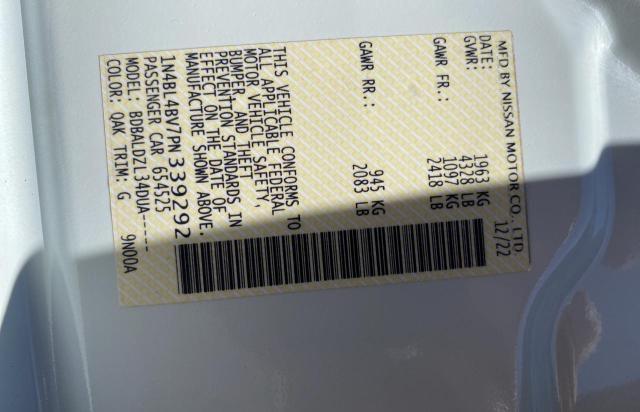 MFD BY NISSAN MOTOR CO., LTD.
DATE: 12/22
GVWR: 1963 KG
4328 LB
GAWR FR.: 1097 KG
2418 LB
GAWR RR.: 945 KG
2083 LB
THIS VEHICLE CONFORMS TO
ALL APPLICABLE FEDERAL
MOTOR VEHICLE SAFETY,
BUMPER, AND THEFT
PREVENTION STANDARDS IN
EFFECT ON THE DATE OF
MANUFACTURE SHOWN ABOVE.
1N4BL4BV7PN339292
PASSENGER CAR 654525
MODEL: BDBALDZL34DUA-----
COLOR: QAK TRIM: G 9N00A